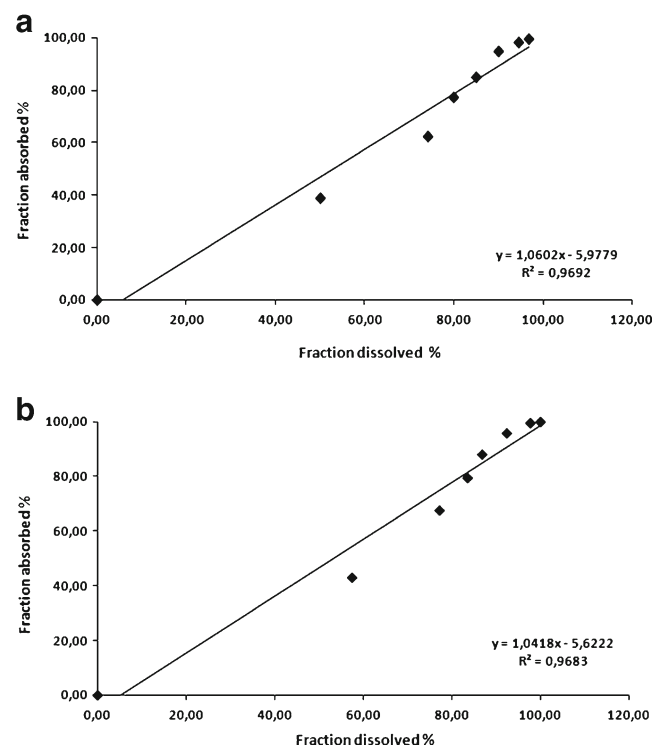 a
100,00
80,00
60,00
40,00
20,00
0,00
Fraction absorbed %
y = 1,0602x - 5,9779
R² = 0,9692
0,00 20,00 40,00 60,00 80,00 100,00 120,00
Fraction dissolved %
b
100,00
80,00
60,00
40,00
20,00
0,00
Fraction absorbed %
y = 1,0418x - 5,6222
R² = 0,9683
0,00 20,00 40,00 60,00 80,00 100,00 120,00
Fraction dissolved %